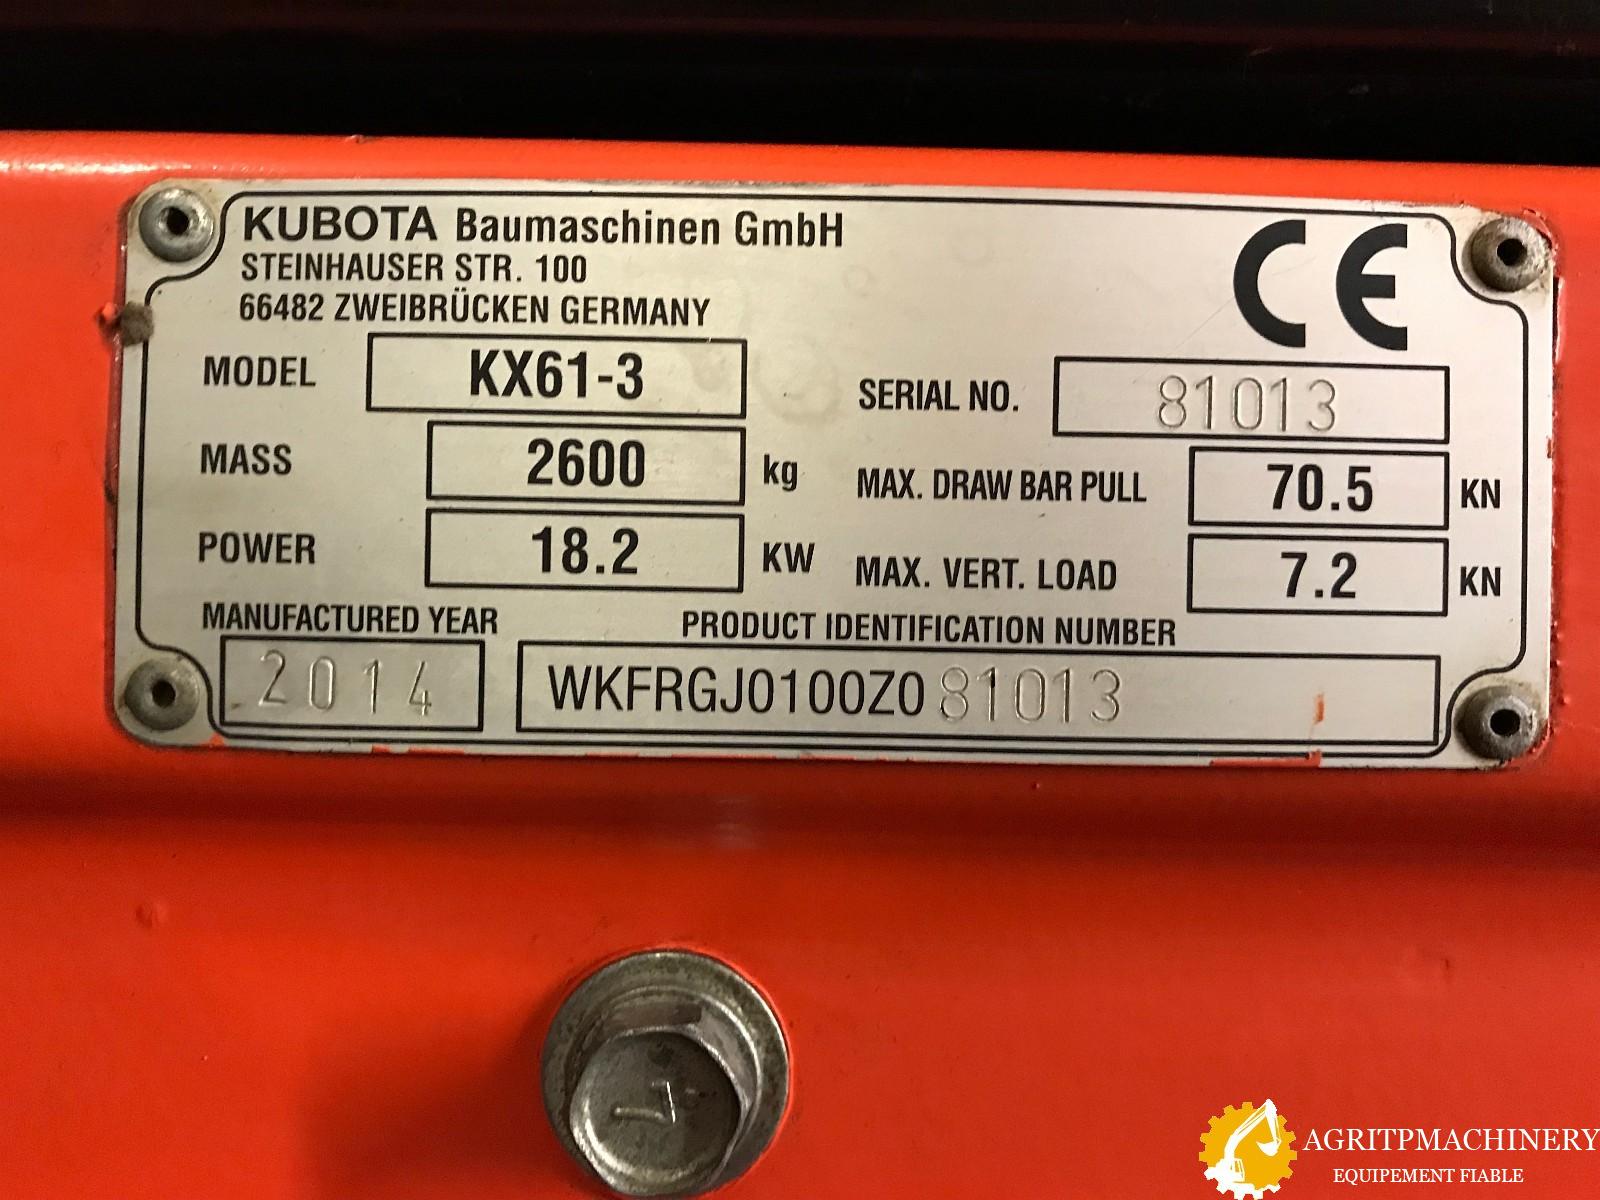 KUBOTA Baumaschinen GmbH
STEINHAUSER STR. 100
66482 ZWEIBRÜCKEN GERMANY
CE
MODEL KX61-3
SERIAL NO. 81013
MASS 2600 kg
MAX. DRAW BAR PULL 70.5 KN
POWER 18.2 KW
MAX. VERT. LOAD 7.2 KN
MANUFACTURED YEAR
2014
PRODUCT IDENTIFICATION NUMBER
WKFRGJ0100Z081013
7
AGRITPMACHINERY
EQUIPEMENT FIABLE